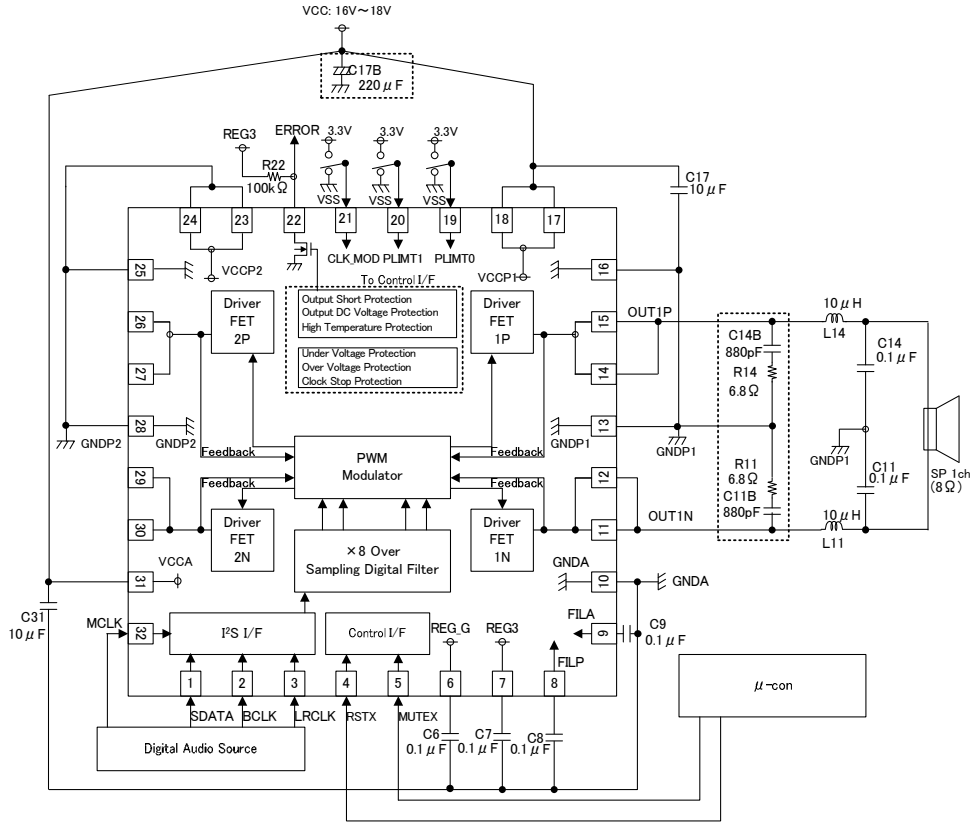 VCC: 16V～18V
C17B
220μF
REG3
ERROR
3.3V
3.3V
3.3V
R22
100kΩ
VSS
VSS
VSS
C17
10μF
24
23
22
21
20
19
18
17
CLK_MOD
PLIMT1
PLIMT0
VCCP2
VCCP1
To Control I/F
25
16
Output Short Protection
Output DC Voltage Protection
High Temperature Protection
Under Voltage Protection
Over Voltage Protection
Clock Stop Protection
Driver
FET
2P
Driver
FET
1P
26
27
15
14
OUT1P
10μH
L14
C14B
880pF
R14
6.8Ω
C14
0.1μF
28
GNDP2
GNDP2
13
GNDP1
GNDP1
GNDP1
Feedback
Feedback
Feedback
Feedback
PWM
Modulator
R11
6.8Ω
C11B
880pF
C11
0.1μF
SP 1ch
(8Ω)
29
30
12
11
OUT1N
10μH
L11
Driver
FET
2N
Driver
FET
1N
×8 Over
Sampling Digital Filter
31
VCCA
GNDA
10
GNDA
C31
10μF
MCLK
32
I²S I/F
Control I/F
REG_G
REG3
FILA
9
C9
0.1μF
FILP
1
2
3
4
5
6
7
8
SDATA
BCLK
LRCLK
RSTX
MUTEX
C6
0.1μF
C7
0.1μF
C8
0.1μF
Digital Audio Source
μ-con